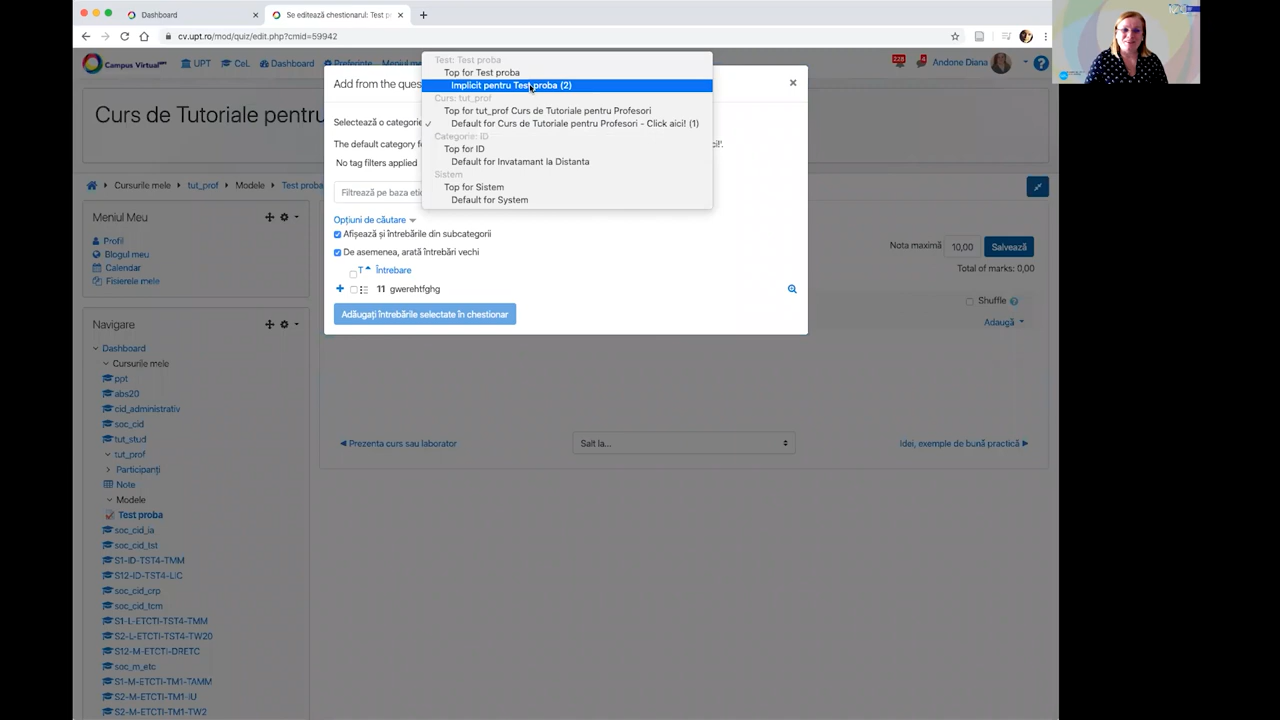 Dashboard
Se editează chestionarul: Test pr
cv.upt.ro/mod/quiz/edit.php?cmid=59942
Campus Virtual
UPT
CeL
Dashboard
Preferințe
Meniul meu
228
Andone Diana
Curs de Tutoriale pentru
Cursurile mele
tut_prof
Modele
Test proba
Add from the ques
Selectează o categorie
The default category f
ci!'.
No tag filters applied
Filtrează pe baza etic
Test: Test proba
Top for Test proba
Implicit pentru Test proba (2)
Curs: tut_prof
Top for tut_prof Curs de Tutoriale pentru Profesori
Default for Curs de Tutoriale pentru Profesori - Click aici! (1)
Categorie: ID
Top for ID
Default for Invatamant la Distanta
Sistem
Top for Sistem
Default for System
Opțiuni de căutare
Afișează și întrebările din subcategorii
De asemenea, arată întrebări vechi
T
Întrebare
11 gwerehtfghg
Adăugați întrebările selectate în chestionar
Nota maximă
10,00
Salvează
Total of marks: 0,00
Shuffle
Adaugă
Prezenta curs sau laborator
Salt la...
Idei, exemple de bună practică
Meniul Meu
Profil
Blogul meu
Calendar
Fisierele mele
Navigare
Dashboard
Cursurile mele
ppt
abs20
cid_administrativ
soc_cid
tut_stud
tut_prof
Participanți
Note
Modele
Test proba
soc_cid_ia
soc_cid_tst
S1-ID-TST4-TMM
S12-ID-TST4-LIC
soc_cid_crp
soc_cid_tcm
S1-L-ETCTI-TST4-TMM
S2-L-ETCTI-TST4-TW20
S12-M-ETCTI-DRETC
soc_m_etc
S1-M-ETCTI-TM1-TAMM
S2-M-ETCTI-TM1-IU
S2-M-ETCTI-TM1-TW2